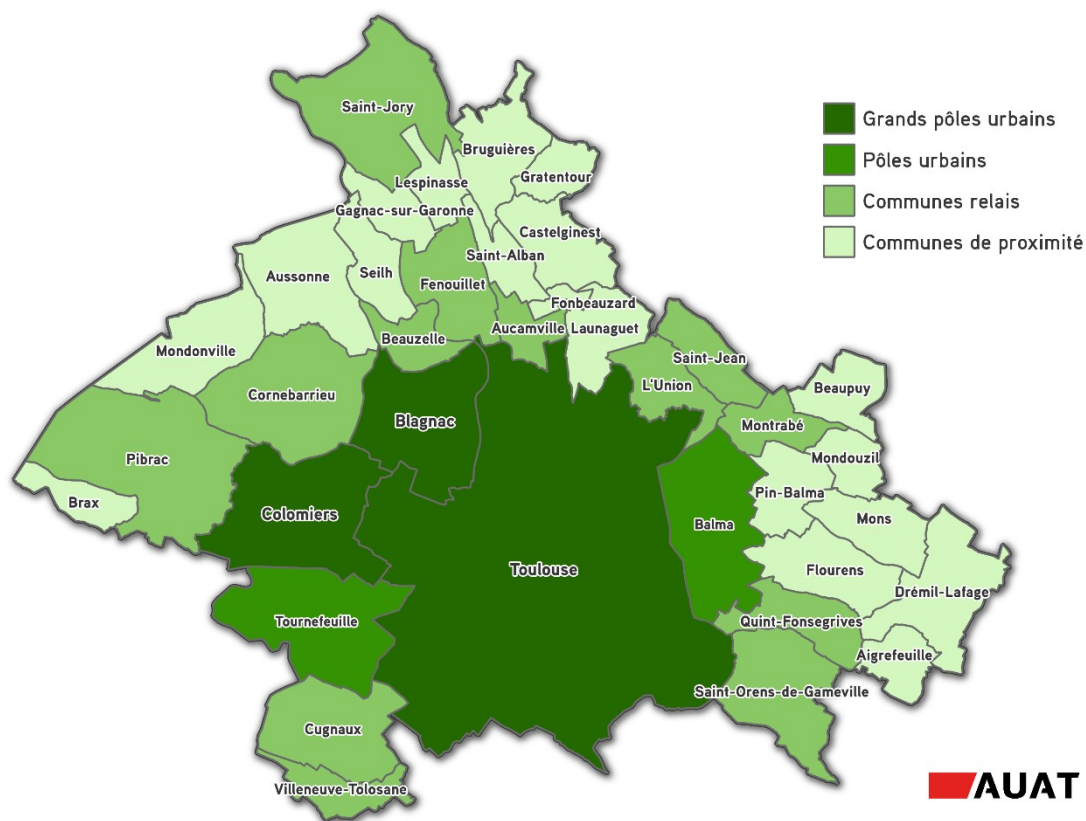 Saint-Jory
Bruguières
Gratentour
Lespinasse
Gagnac-sur-Garonne
Castelginest
Saint-Alban
Seilh
Aussonne
Fenouillet
Fonbeauzard
Aucamville
Launaguet
Beauzelle
Mondonville
Saint-Jean
L'Union
Beaupuy
Cornebarrieu
Blagnac
Montrabé
Mondouzil
Pibrac
Pin-Balma
Brax
Colomiers
Mons
Balma
Toulouse
Flourens
Drémil-Lafage
Tournefeuille
Quint-Fonsegrives
Aigrefeuille
Saint-Orens-de-Gameville
Cugnaux
Villeneuve-Tolosane
Grands pôles urbains
Pôles urbains
Communes relais
Communes de proximité
AUAT